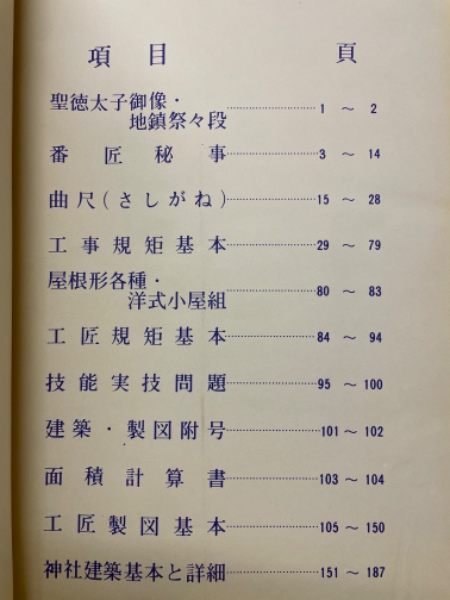 項目 頁
聖徳太子御像・
地鎮祭々段 1 ～ 2
番匠秘事 3 ～ 14
曲尺(さしがね) 15 ～ 28
工事規矩基本 29 ～ 79
屋根形各種・
洋式小屋組 80 ～ 83
工匠規矩基本 84 ～ 94
技能実技問題 95 ～ 100
建築・製図附号 101 ～ 102
面積計算書 103 ～ 104
工匠製図基本 105 ～ 150
神社建築基本と詳細 151 ～ 187